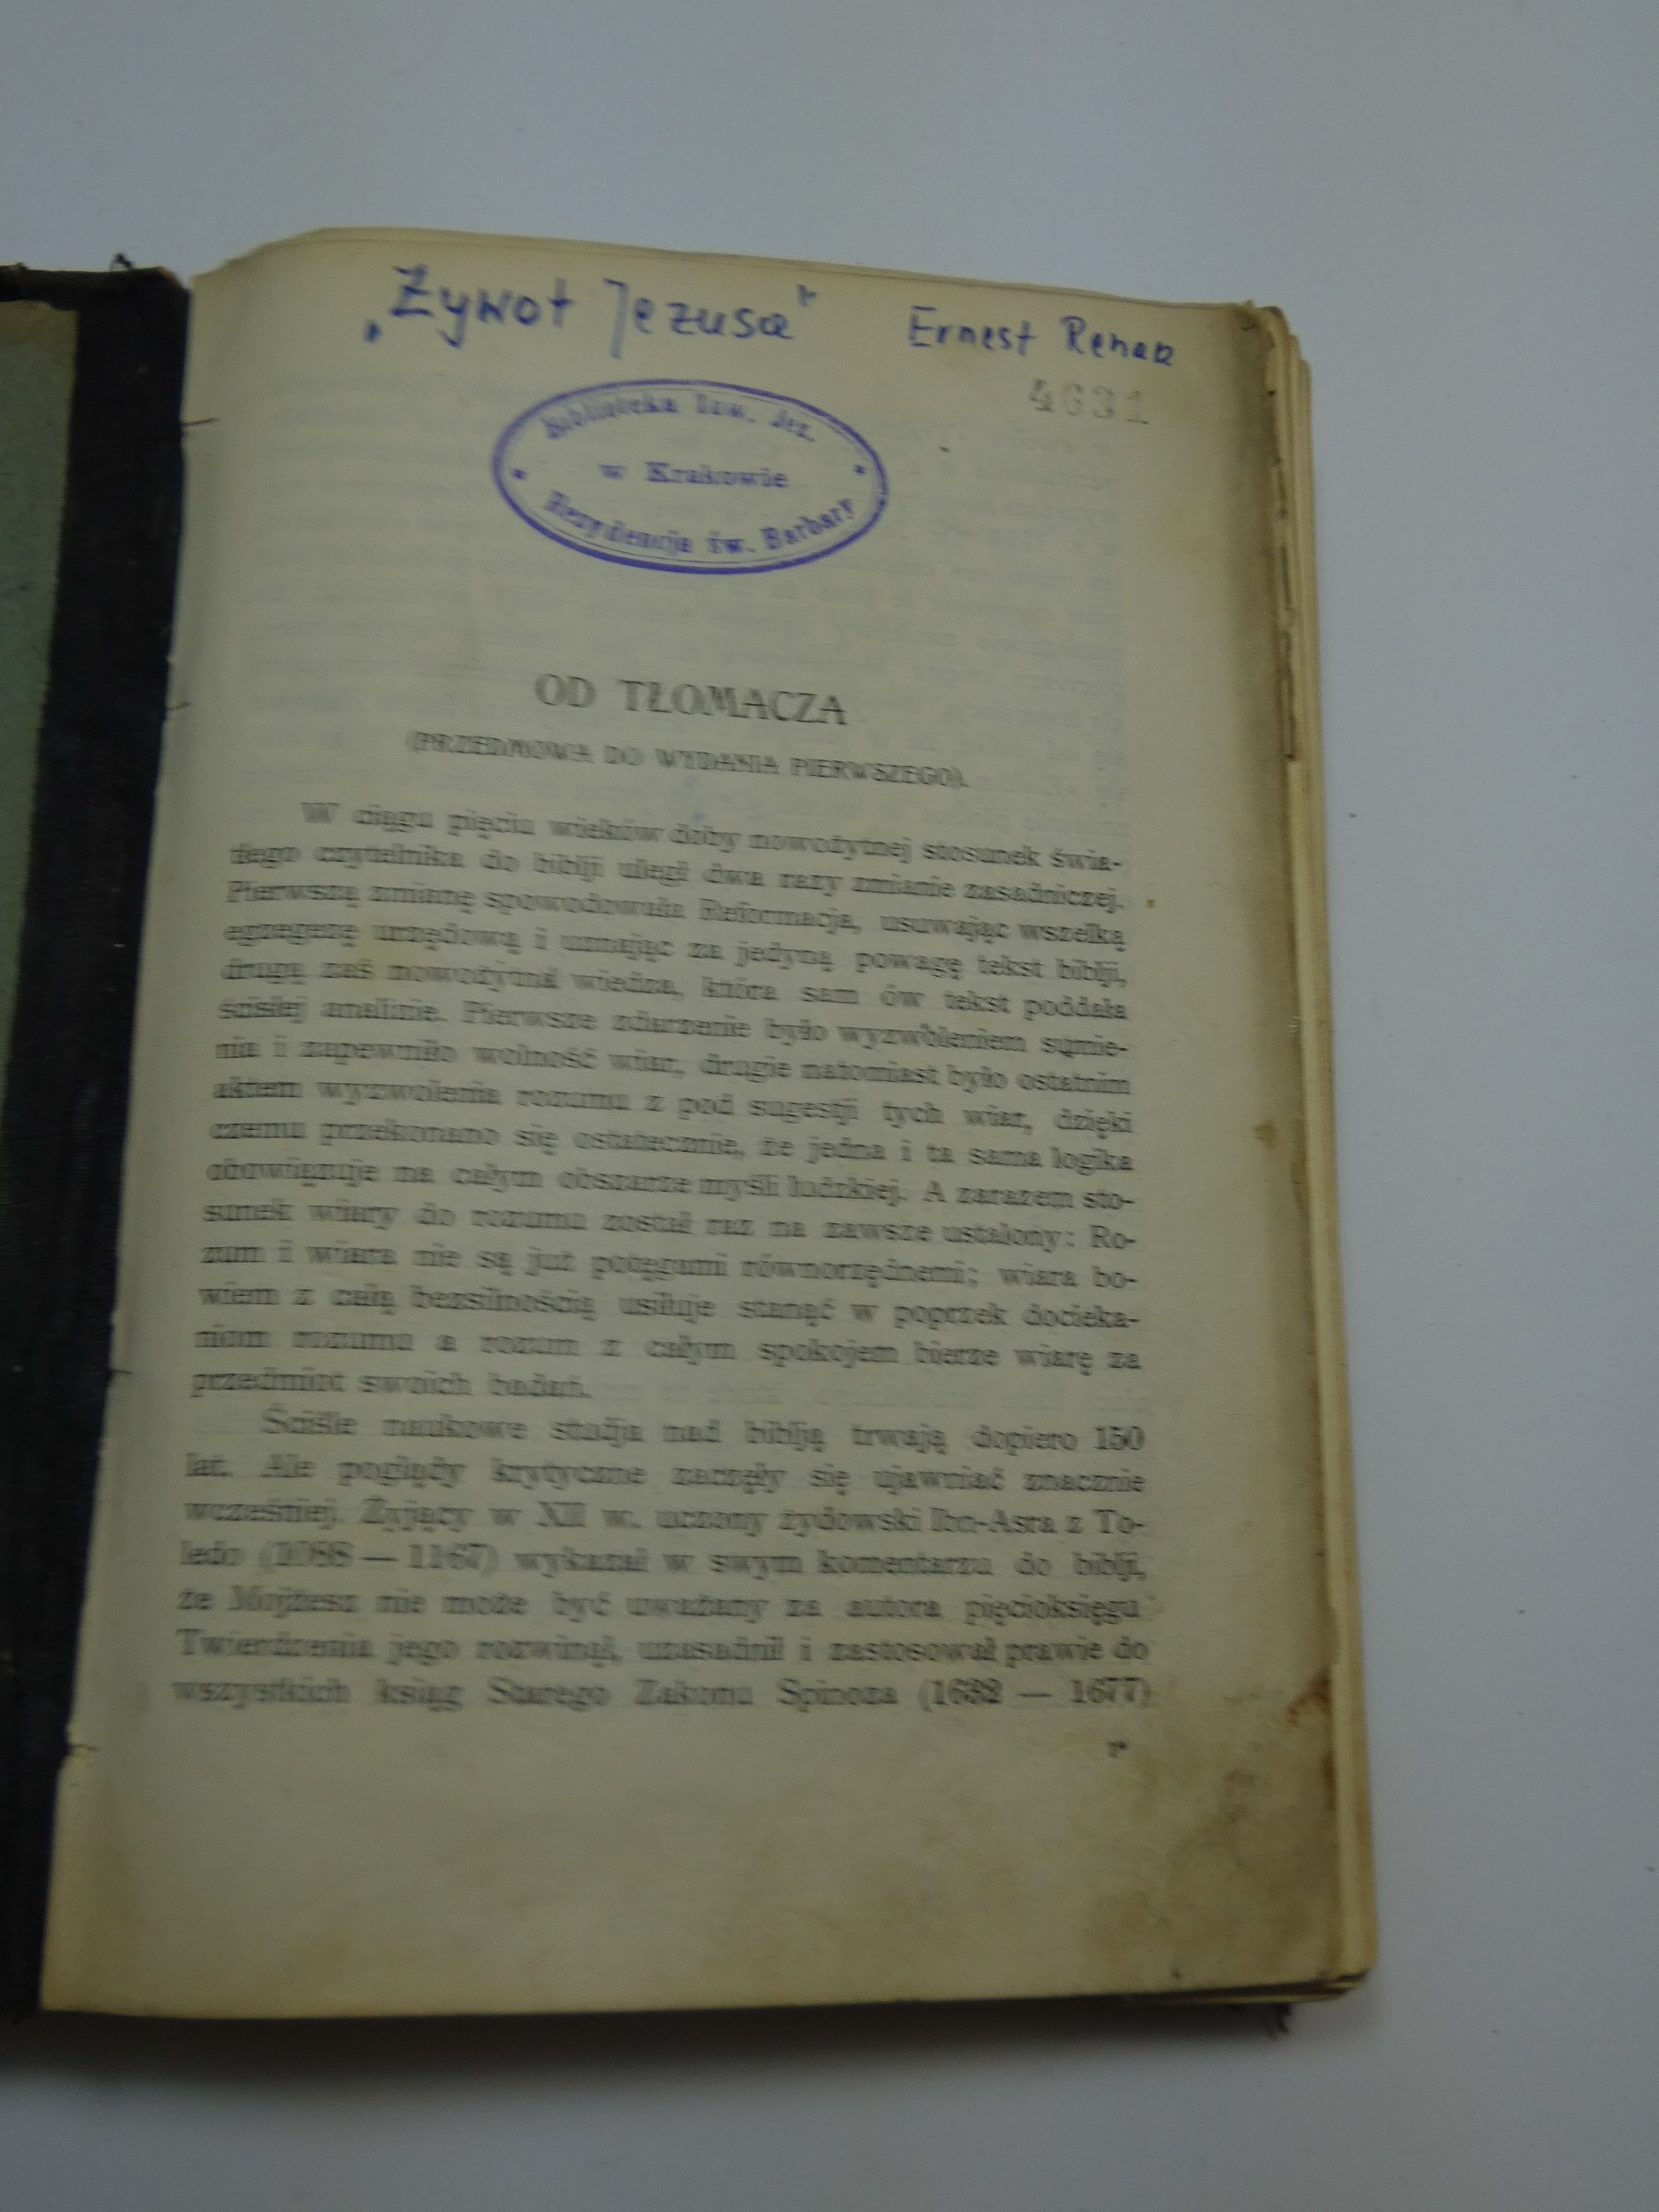 „Żywot Jezusa" Ernest Renan
4631
Biblioteka Tow. Jez.
w Krakowie
Rezydencja św. Barbary
OD TŁOMACZA
(PRZEDMOWA DO WYDANIA PIERWSZEGO).
W ciągu pięciu wieków doby nowożytnej stosunek świa-
tłego czytelnika do biblji uległ dwa razy zmianie zasadniczej.
Pierwszą zmianę spowodowała Reformacja, usuwając wszelką
egzegezę urzędową i uznając za jedyną powagę tekst biblji,
drugą zaś nowożytna wiedza, która sam ów tekst poddała
ścisłej analizie. Pierwsze zdarzenie było wyzwoleniem sumie-
nia i zapewniło wolność wiar, drugie natomiast było ostatnim
aktem wyzwolenia rozumu z pod sugestji tych wiar, dzięki
czemu przekonano się ostatecznie, że jedna i ta sama logika
obowiązuje na całym obszarze myśli ludzkiej. A zarazem sto-
sunek wiary do rozumu został raz na zawsze ustalony: Ro-
zum i wiara nie są już potęgami równorzędnemi; wiara bo-
wiem z całą bezsilnością usiłuje stanąć w poprzek docieka-
niom rozumu a rozum z całym spokojem bierze wiarę za
przedmiot swoich badań.
Ściśle naukowe studja nad biblją trwają dopiero 150
lat. Ale poglądy krytyczne zaczęły się ujawniać znacznie
wcześniej. Żyjący w XII w. uczony żydowski Ibn-Asra z To-
ledo (1088 — 1167) wykazał w swym komentarzu do biblji,
że Mojżesz nie może być uważany za autora pięcioksięgu
Twierdzenia jego rozwinął, uzasadnił i zastosował prawie do
wszystkich ksiąg Starego Zakonu Spinoza (1632 — 1677)